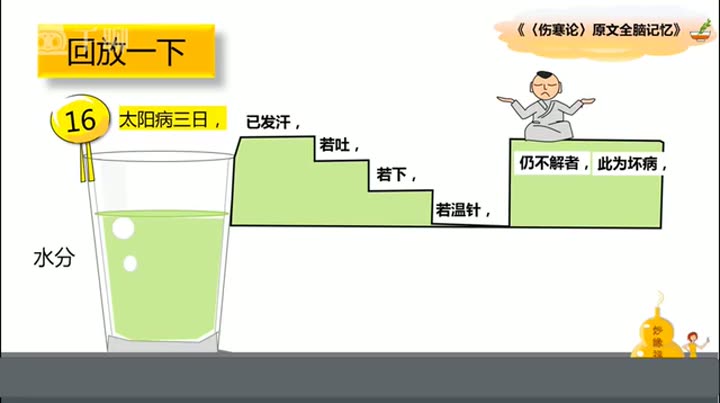 千聊
回放一下
《〈伤寒论〉原文全脑记忆》
16
太阳病三日，
已发汗，
若吐，
若下，
若温针，
仍不解者，
此为坏病，
水分